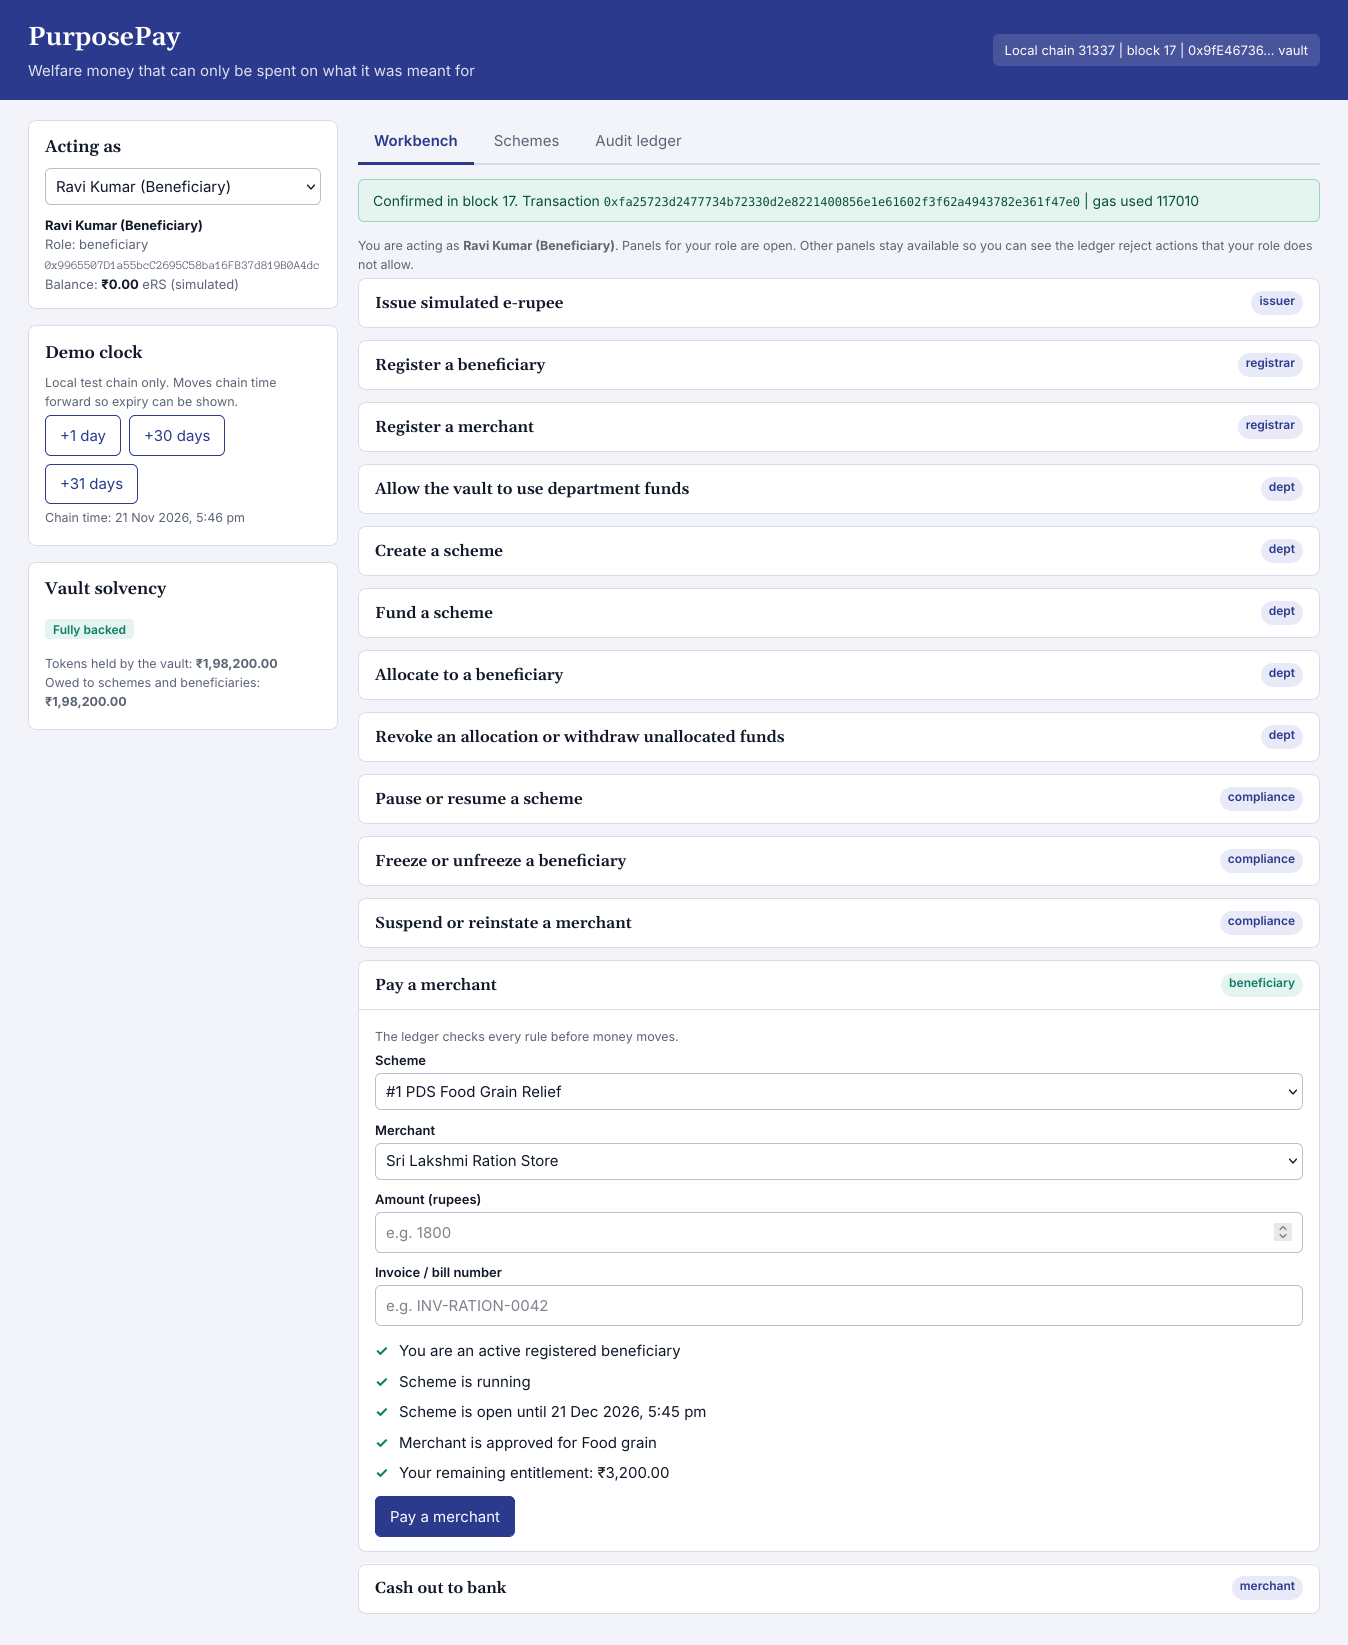 PurposePay
Welfare money that can only be spent on what it was meant for
Local chain 31337 | block 17 | 0x9fE46736... vault
Acting as
Ravi Kumar (Beneficiary)
Ravi Kumar (Beneficiary)
Role: beneficiary
0x9965507D1a55bcC2695C58ba16FB37d819B0A4dc
Balance: ₹0.00 eRS (simulated)
Demo clock
Local test chain only. Moves chain time
forward so expiry can be shown.
+1 day
+30 days
+31 days
Chain time: 21 Nov 2026, 5:46 pm
Vault solvency
Fully backed
Tokens held by the vault: ₹1,98,200.00
Owed to schemes and beneficiaries:
₹1,98,200.00
Workbench
Schemes
Audit ledger
Confirmed in block 17. Transaction 0xfa25723d2477734b72330d2e8221400856e1e61602f3f62a4943782e361f47e0 | gas used 117010
You are acting as Ravi Kumar (Beneficiary). Panels for your role are open. Other panels stay available so you can see the ledger reject actions that your role does
not allow.
Issue simulated e-rupee
issuer
Register a beneficiary
registrar
Register a merchant
registrar
Allow the vault to use department funds
dept
Create a scheme
dept
Fund a scheme
dept
Allocate to a beneficiary
dept
Revoke an allocation or withdraw unallocated funds
dept
Pause or resume a scheme
compliance
Freeze or unfreeze a beneficiary
compliance
Suspend or reinstate a merchant
compliance
Pay a merchant
beneficiary
The ledger checks every rule before money moves.
Scheme
#1 PDS Food Grain Relief
Merchant
Sri Lakshmi Ration Store
Amount (rupees)
e.g. 1800
Invoice / bill number
e.g. INV-RATION-0042
✓ You are an active registered beneficiary
✓ Scheme is running
✓ Scheme is open until 21 Dec 2026, 5:45 pm
✓ Merchant is approved for Food grain
✓ Your remaining entitlement: ₹3,200.00
Pay a merchant
Cash out to bank
merchant